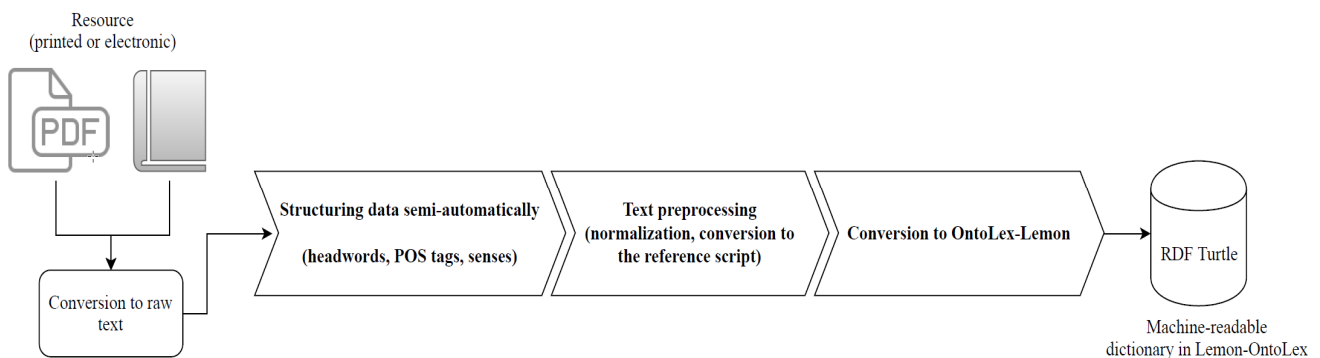 Resource
(printed or electronic)
PDF
Conversion to raw
text
Structuring data semi-automatically
(headwords, POS tags, senses)
Text preprocessing
(normalization, conversion to
the reference script)
Conversion to OntoLex-Lemon
RDF Turtle
Machine-readable
dictionary in Lemon-OntoLex